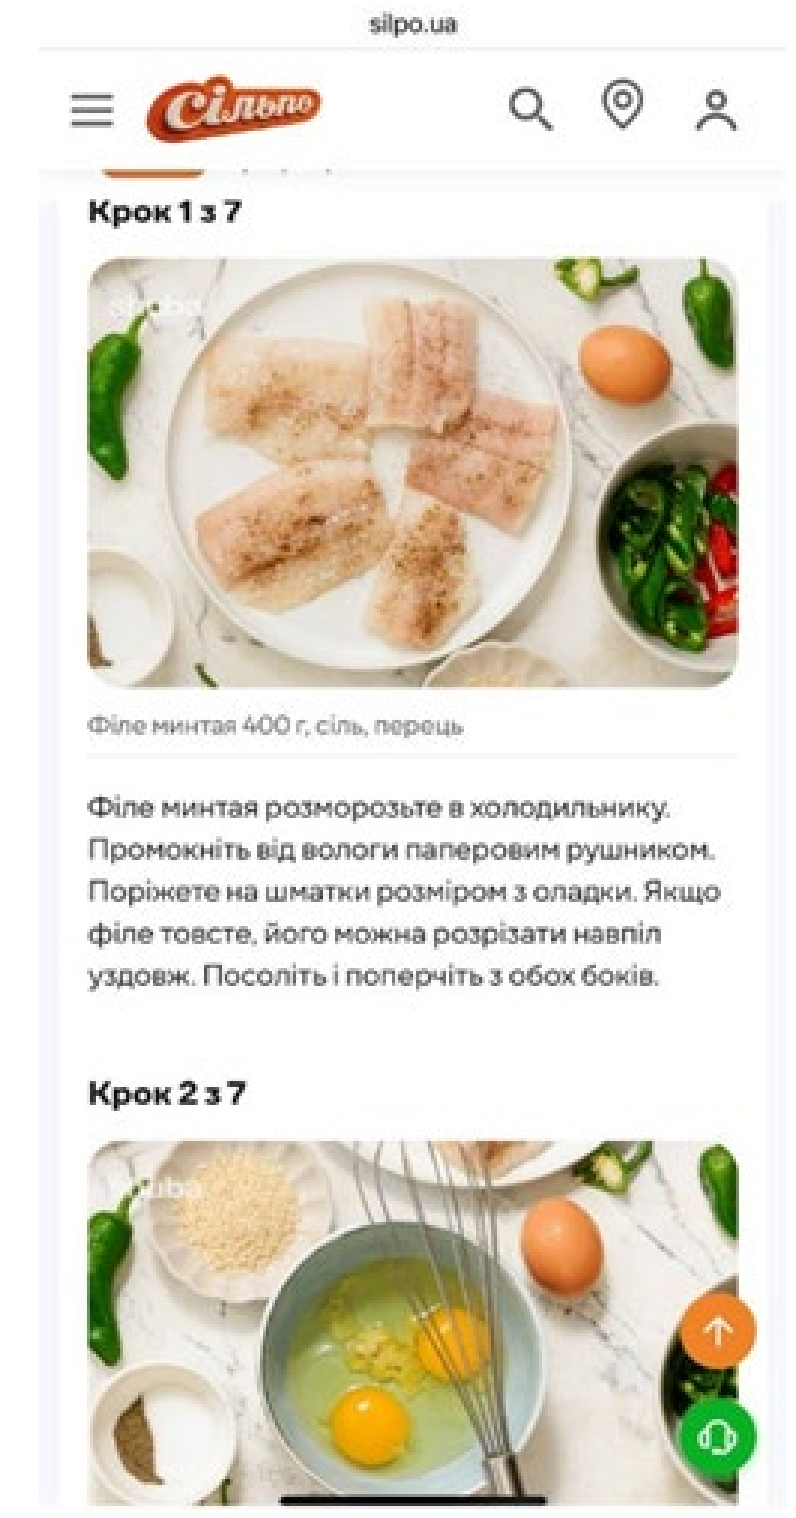 silpo.ua
Сільпо
Крок 1 з 7
Філе минтая 400 г, сіль, перець
Філе минтая розморозьте в холодильнику.
Промокніть від вологи паперовим рушником.
Поріжете на шматки розміром з оладки. Якщо
філе товсте, його можна розрізати навпіл
уздовж. Посоліть і поперчіть з обох боків.
Крок 2 з 7